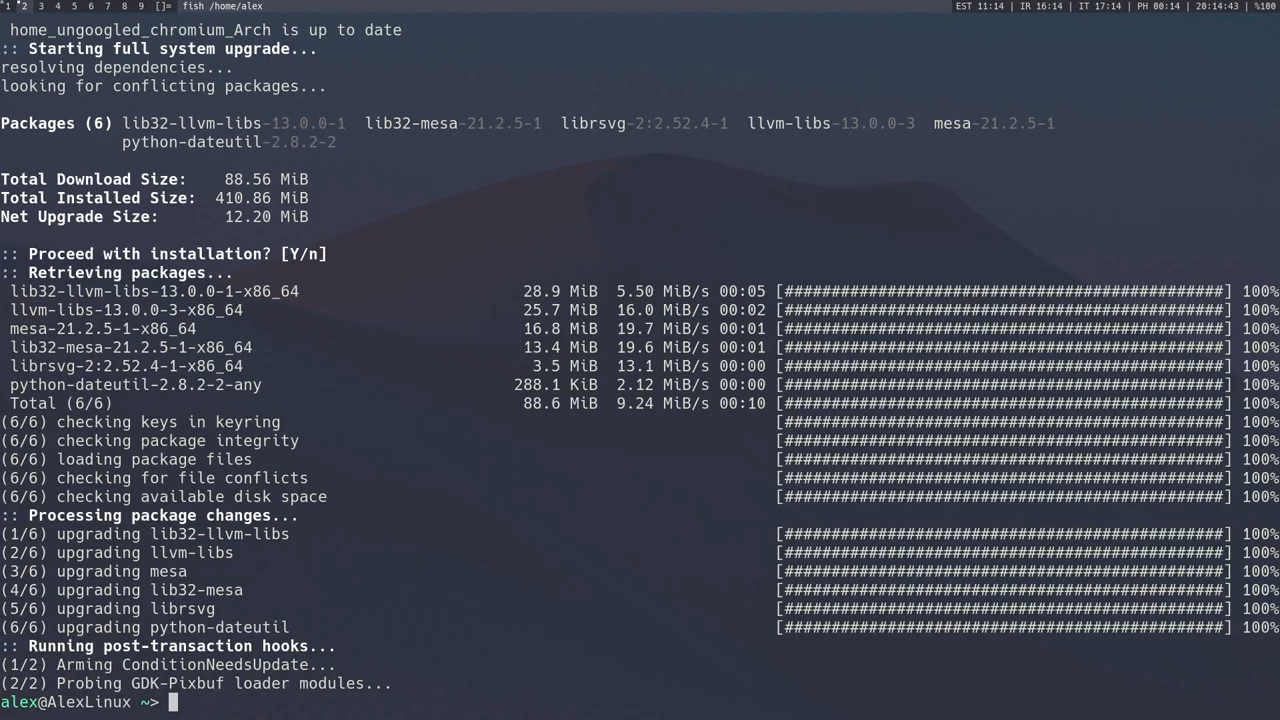 1 2 3 4 5 6 7 8 9 []= fish /home/alex EST 11:14 | IR 16:14 | IT 17:14 | PH 00:14 | 20:14:43 | %100
home_ungoogled_chromium_Arch is up to date
:: Starting full system upgrade...
resolving dependencies...
looking for conflicting packages...
Packages (6) lib32-llvm-libs-13.0.0-1 lib32-mesa-21.2.5-1 librsvg-2:2.52.4-1 llvm-libs-13.0.0-3 mesa-21.2.5-1
python-dateutil-2.8.2-2
Total Download Size: 88.56 MiB
Total Installed Size: 410.86 MiB
Net Upgrade Size: 12.20 MiB
:: Proceed with installation? [Y/n]
:: Retrieving packages...
lib32-llvm-libs-13.0.0-1-x86_64 28.9 MiB 5.50 MiB/s 00:05 [###############################################] 100%
llvm-libs-13.0.0-3-x86_64 25.7 MiB 16.0 MiB/s 00:02 [###############################################] 100%
mesa-21.2.5-1-x86_64 16.8 MiB 19.7 MiB/s 00:01 [###############################################] 100%
lib32-mesa-21.2.5-1-x86_64 13.4 MiB 19.6 MiB/s 00:01 [###############################################] 100%
librsvg-2:2.52.4-1-x86_64 3.5 MiB 13.1 MiB/s 00:00 [###############################################] 100%
python-dateutil-2.8.2-2-any 288.1 KiB 2.12 MiB/s 00:00 [###############################################] 100%
Total (6/6) 88.6 MiB 9.24 MiB/s 00:10 [###############################################] 100%
(6/6) checking keys in keyring [###############################################] 100%
(6/6) checking package integrity [###############################################] 100%
(6/6) loading package files [###############################################] 100%
(6/6) checking for file conflicts [###############################################] 100%
(6/6) checking available disk space [###############################################] 100%
:: Processing package changes...
(1/6) upgrading lib32-llvm-libs [###############################################] 100%
(2/6) upgrading llvm-libs [###############################################] 100%
(3/6) upgrading mesa [###############################################] 100%
(4/6) upgrading lib32-mesa [###############################################] 100%
(5/6) upgrading librsvg [###############################################] 100%
(6/6) upgrading python-dateutil [###############################################] 100%
:: Running post-transaction hooks...
(1/2) Arming ConditionNeedsUpdate...
(2/2) Probing GDK-Pixbuf loader modules...
alex@AlexLinux ~>